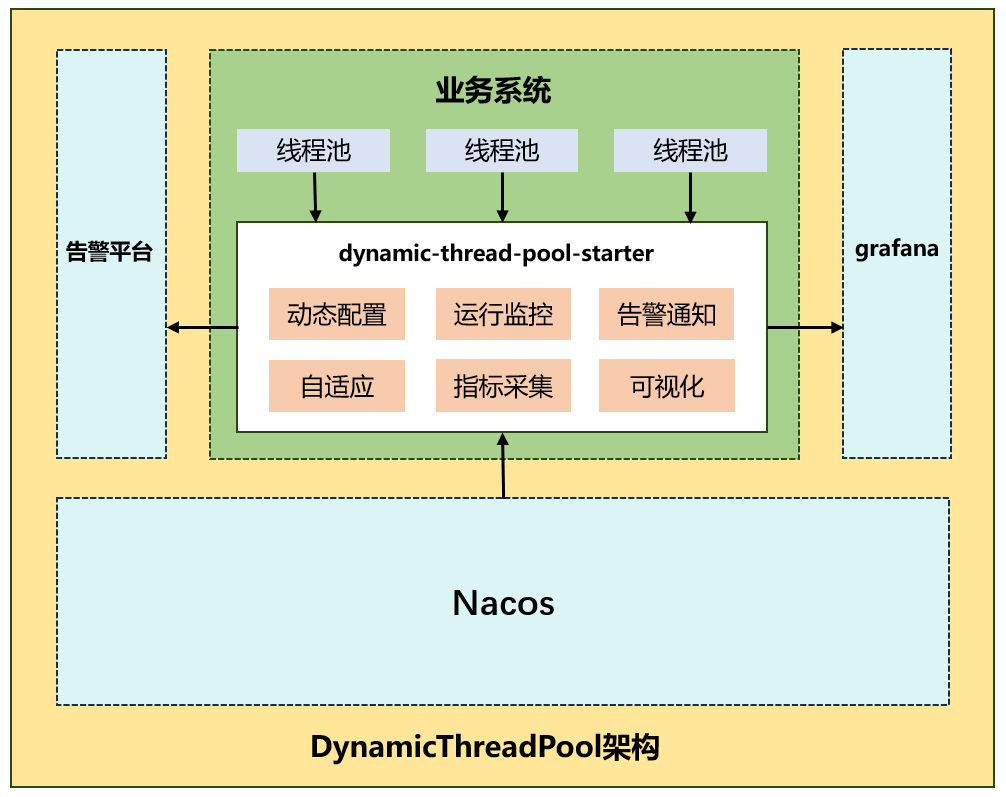 业务系统
线程池
线程池
线程池
告警平台
dynamic-thread-pool-starter
grafana
动态配置
运行监控
告警通知
自适应
指标采集
可视化
Nacos
DynamicThreadPool架构